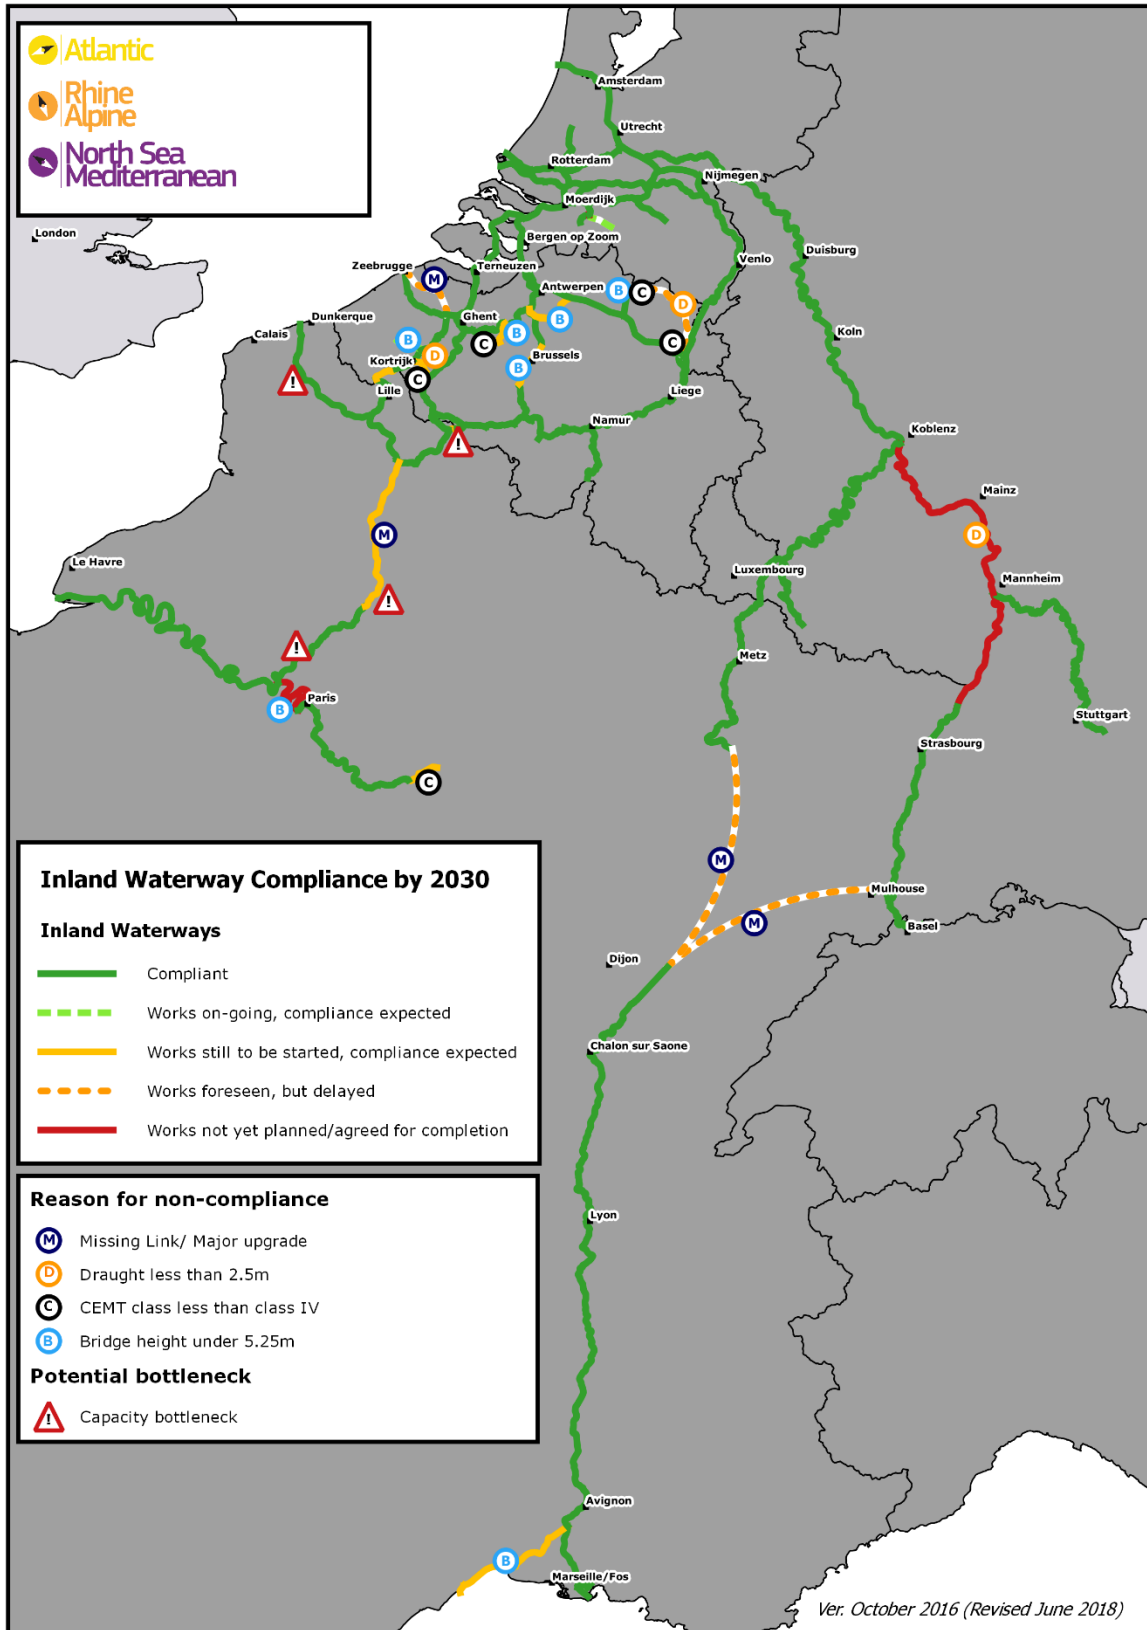 Atlantic
Rhine
Alpine
North Sea
Mediterranean
Amsterdam
Utrecht
Rotterdam
Nijmegen
Moerdijk
London
Bergen op Zoom
Duisburg
Venlo
Zeebrugge
M
Terneuzen
Antwerpen
B
C
D
Dunkerque
Ghent
B
B
Calais
B
C
C
Koln
Kortrijk
D
Brussels
B
C
!
Lille
Liege
Namur
Koblenz
!
Mainz
M
D
Le Havre
Luxembourg
Mannheim
!
!
Metz
Paris
B
Stuttgart
Strasbourg
C
Inland Waterway Compliance by 2030
Inland Waterways
Compliant
Works on-going, compliance expected
Works still to be started, compliance expected
Works foreseen, but delayed
Works not yet planned/agreed for completion
M
Mulhouse
M
Basel
Dijon
Chalon sur Saone
Reason for non-compliance
M Missing Link/ Major upgrade
D Draught less than 2.5m
C CEMT class less than class IV
B Bridge height under 5.25m
Potential bottleneck
! Capacity bottleneck
Lyon
Avignon
B
Marseille/Fos
Ver. October 2016 (Revised June 2018)